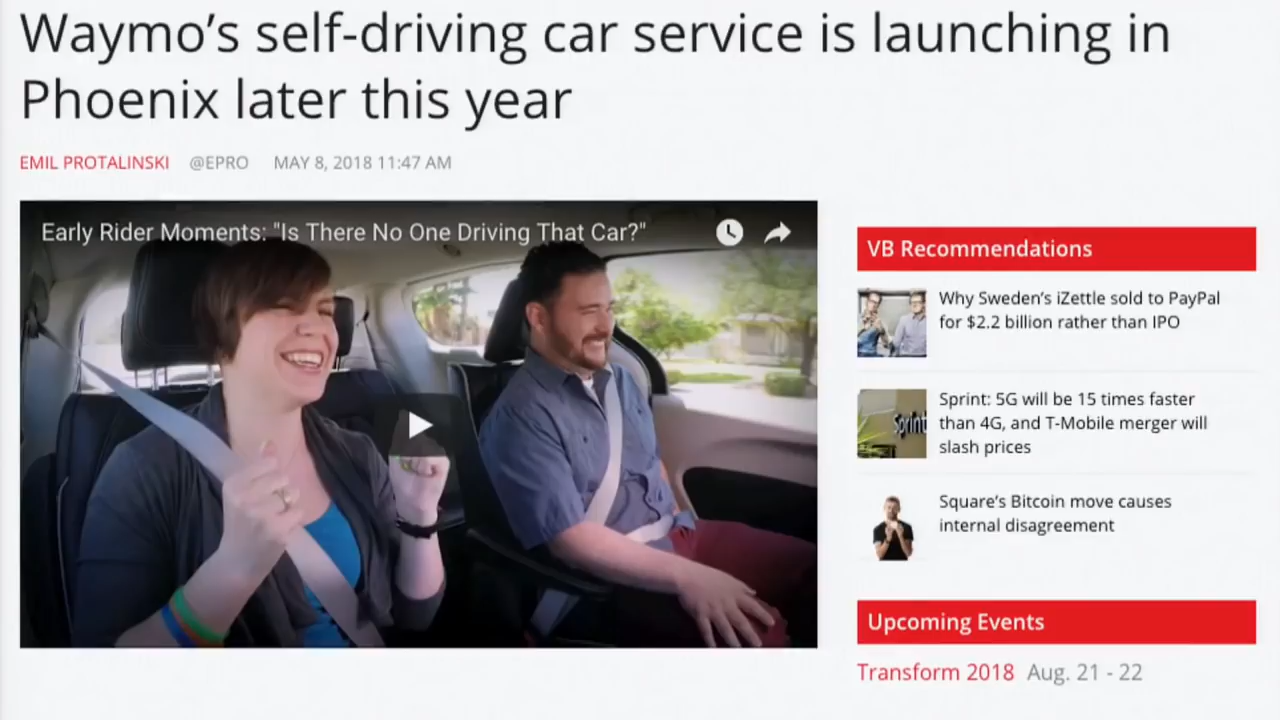 Waymo’s self-driving car service is launching in
Phoenix later this year
EMIL PROTALINSKI @EPRO MAY 8, 2018 11:47 AM
Early Rider Moments: "Is There No One Driving That Car?"
VB Recommendations
Why Sweden’s iZettle sold to PayPal
for $2.2 billion rather than IPO
Sprint
Sprint: 5G will be 15 times faster
than 4G, and T-Mobile merger will
slash prices
Square’s Bitcoin move causes
internal disagreement
Upcoming Events
Transform 2018 Aug. 21 - 22